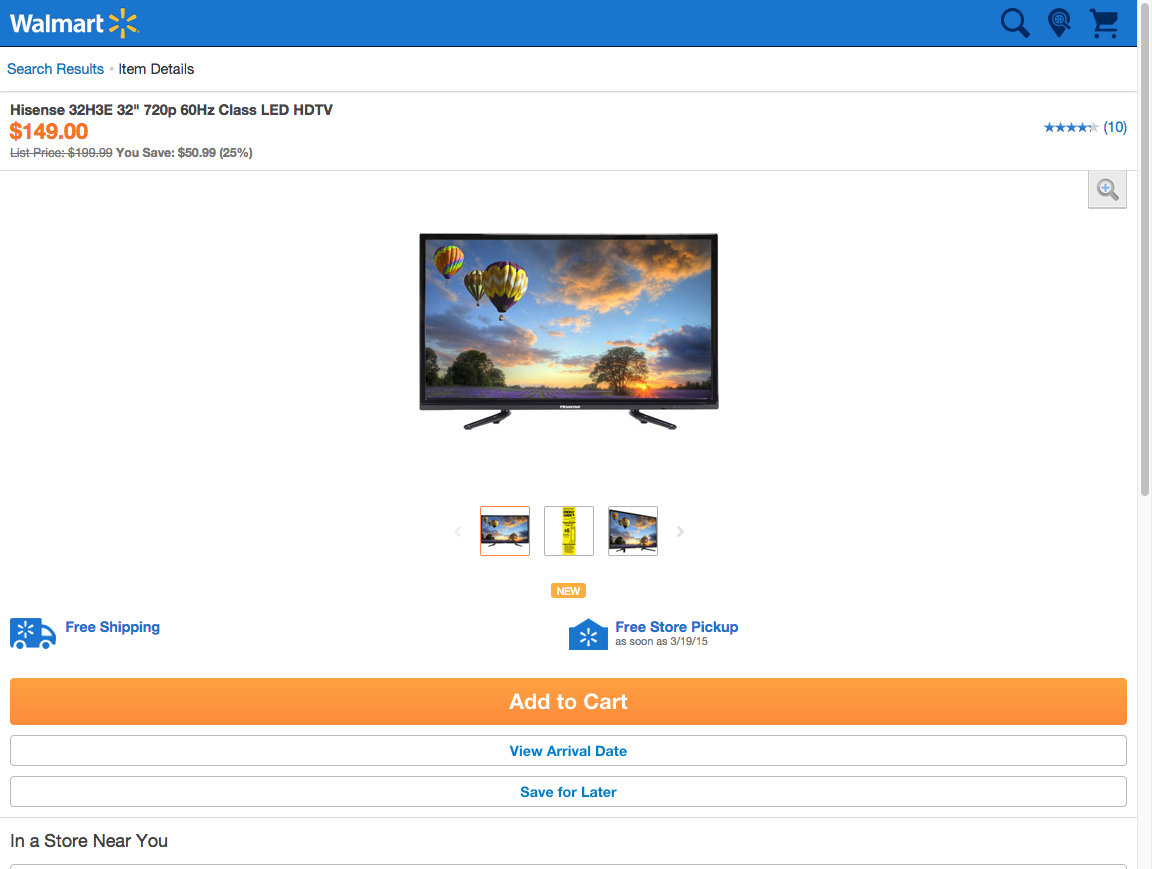 Walmart
Search Results • Item Details
Hisense 32H3E 32" 720p 60Hz Class LED HDTV
$149.00
(10)
List Price: $199.99 You Save: $50.99 (25%)
Hisense
NEW
Free Shipping
Free Store Pickup
as soon as 3/19/15
Add to Cart
View Arrival Date
Save for Later
In a Store Near You